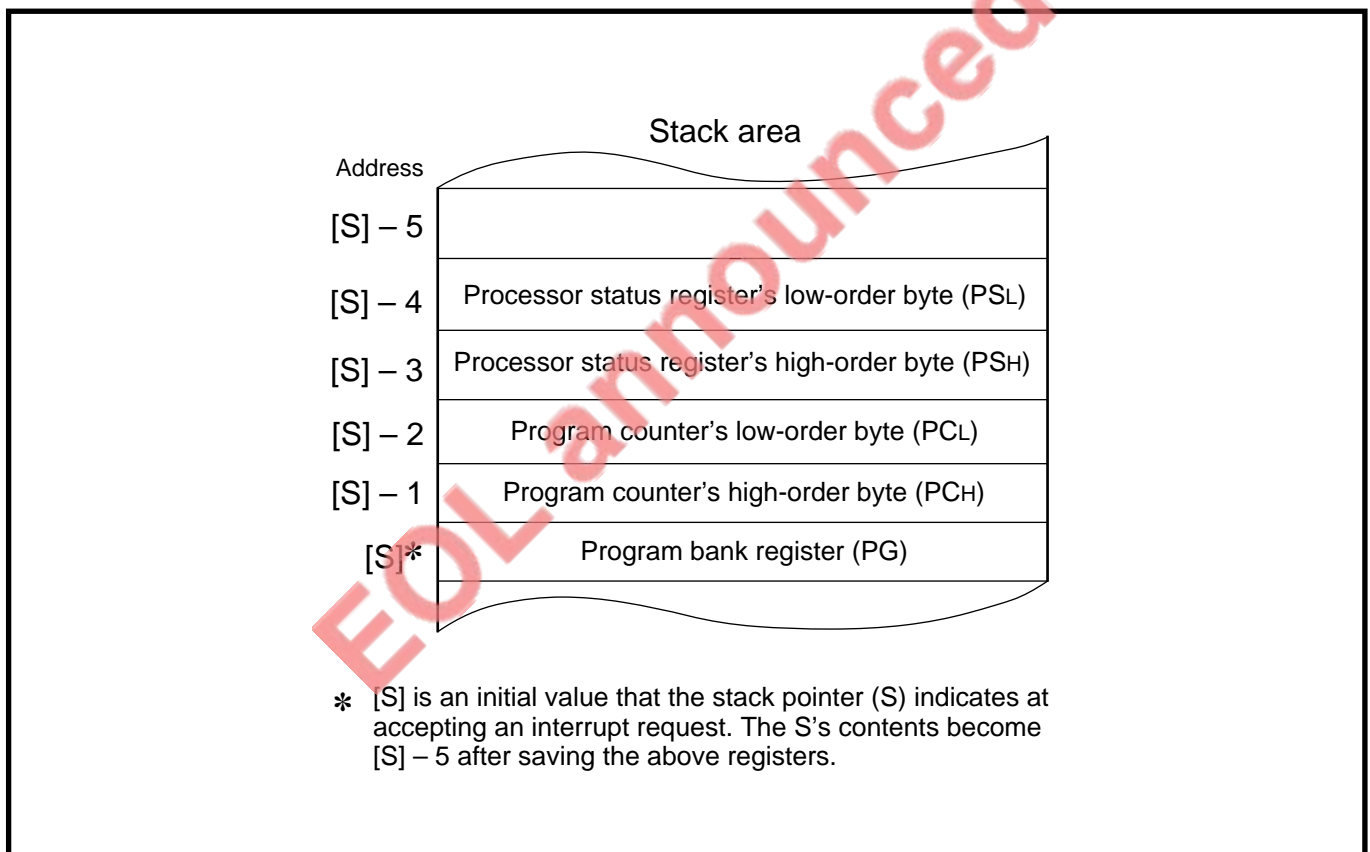 Stack area
Address
[S] – 5
[S] – 4 Processor status register's low-order byte (PSL)
[S] – 3 Processor status register's high-order byte (PSH)
[S] – 2 Program counter's low-order byte (PCL)
[S] – 1 Program counter's high-order byte (PCH)
[S]* Program bank register (PG)
* [S] is an initial value that the stack pointer (S) indicates at
accepting an interrupt request. The S's contents become
[S] – 5 after saving the above registers.
EOL announced